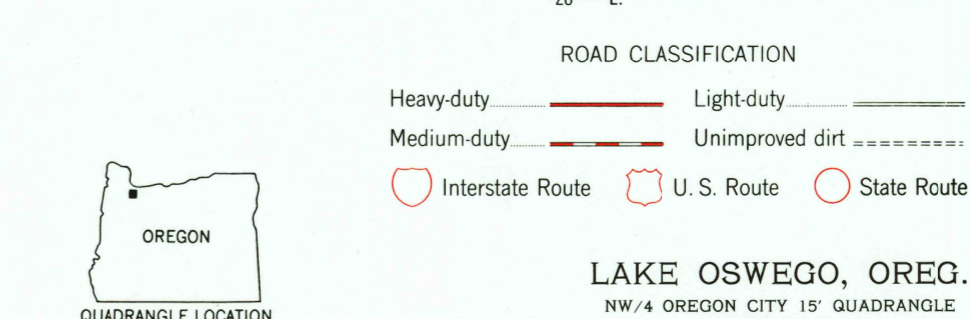 ROAD CLASSIFICATION
Heavy-duty Light-duty
Medium-duty Unimproved dirt
Interstate Route U. S. Route State Route
OREGON
LAKE OSWEGO, OREG.
NW/4 OREGON CITY 15' QUADRANGLE
QUADRANGLE LOCATION